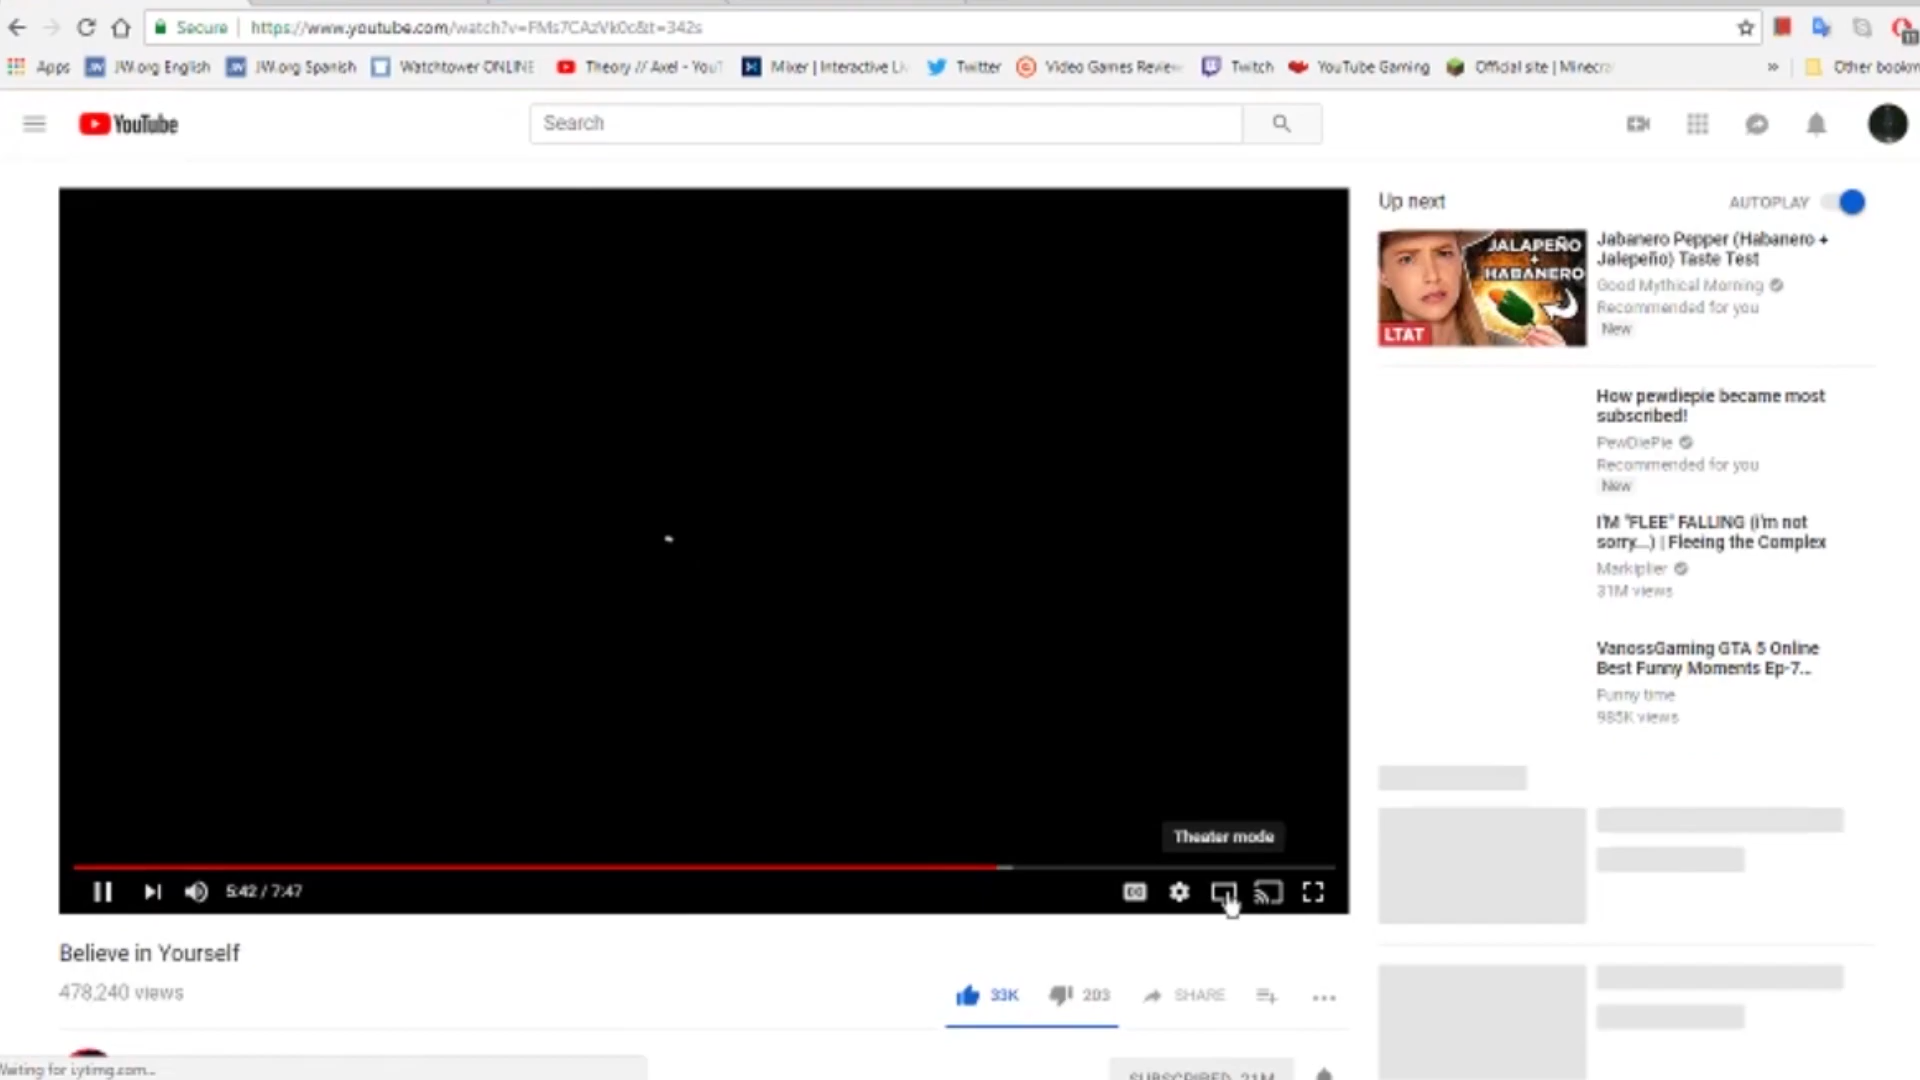 Secure https://www.youtube.com/watch?v=FMs7CAzVk0c&t=342s
Apps JW.org English JW.org Spanish Watchtower ONLINE Theory // Axel - YouT Mixer | Interactive Li Twitter Video Games Review Twitch YouTube Gaming Official site | Minecra » Other bookm
YouTube
Search
Up next
AUTOPLAY
JALAPEÑO
+
HABANERO
LTAT
Jabanero Pepper (Habanero +
Jalepeño) Taste Test
Good Mythical Morning
Recommended for you
New
How pewdiepie became most
subscribed!
PewDiePie
Recommended for you
New
I'M "FLEE" FALLING (i'm not
sorry...) | Fleeing the Complex
Markiplier
31M views
VanossGaming GTA 5 Online
Best Funny Moments Ep-7...
Funny time
985K views
Theater mode
5:42 / 7:47
CC
Believe in Yourself
478,240 views
33K
203
SHARE
SUBSCRIBED 21M
Waiting for i.ytimg.com...